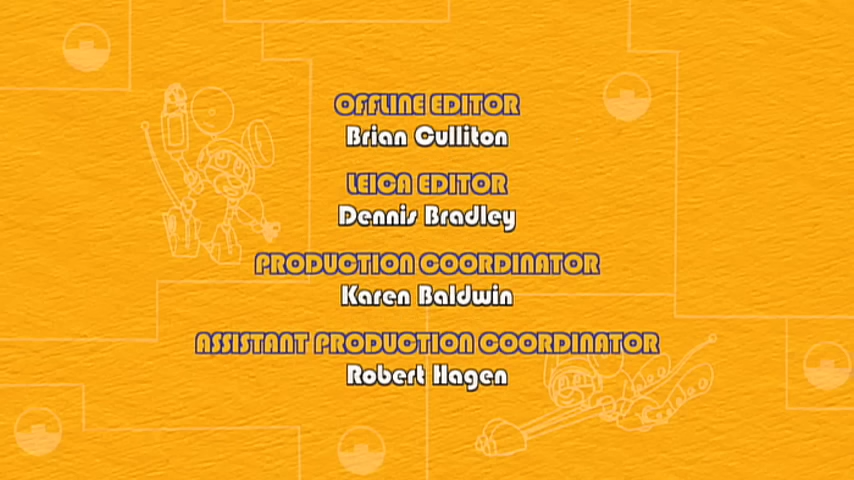 OFFLINE EDITOR
Brian Culliton
LEICA EDITOR
Dennis Bradley
PRODUCTION COORDINATOR
Karen Baldwin
ASSISTANT PRODUCTION COORDINATOR
Robert Hagen